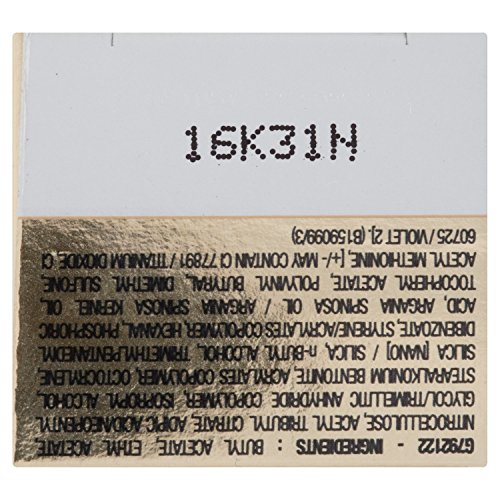 16K31N
G792122 - INGREDIENTS : BUTYL ACETATE, ETHYL ACETATE,
NITROCELLULOSE, ACETYL TRIBUTYL CITRATE, ADIPIC ACID/NEOPENTYL
GLYCOL/TRIMELLITIC ANHYDRIDE COPOLYMER, ISOPROPYL ALCOHOL,
STEARALKONIUM BENTONITE, ACRYLATES COPOLYMER, OCTOCRYLENE,
SILICA [NANO] / SILICA, n-BUTYL ALCOHOL, TRIMETHYLPENTANEDIYL
DIBENZOATE, STYRENE/ACRYLATES COPOLYMER, HEXANAL, PHOSPHORIC
ACID, ARGANIA SPINOSA OIL / ARGANIA SPINOSA KERNEL OIL,
TOCOPHERYL ACETATE, POLYVINYL BUTYRAL, DIMETHYL SULFONE,
ACETYL METHIONINE, [+/- MAY CONTAIN CI 77891 / TITANIUM DIOXIDE, CI
60725 / VIOLET 2]. (B159099/3)